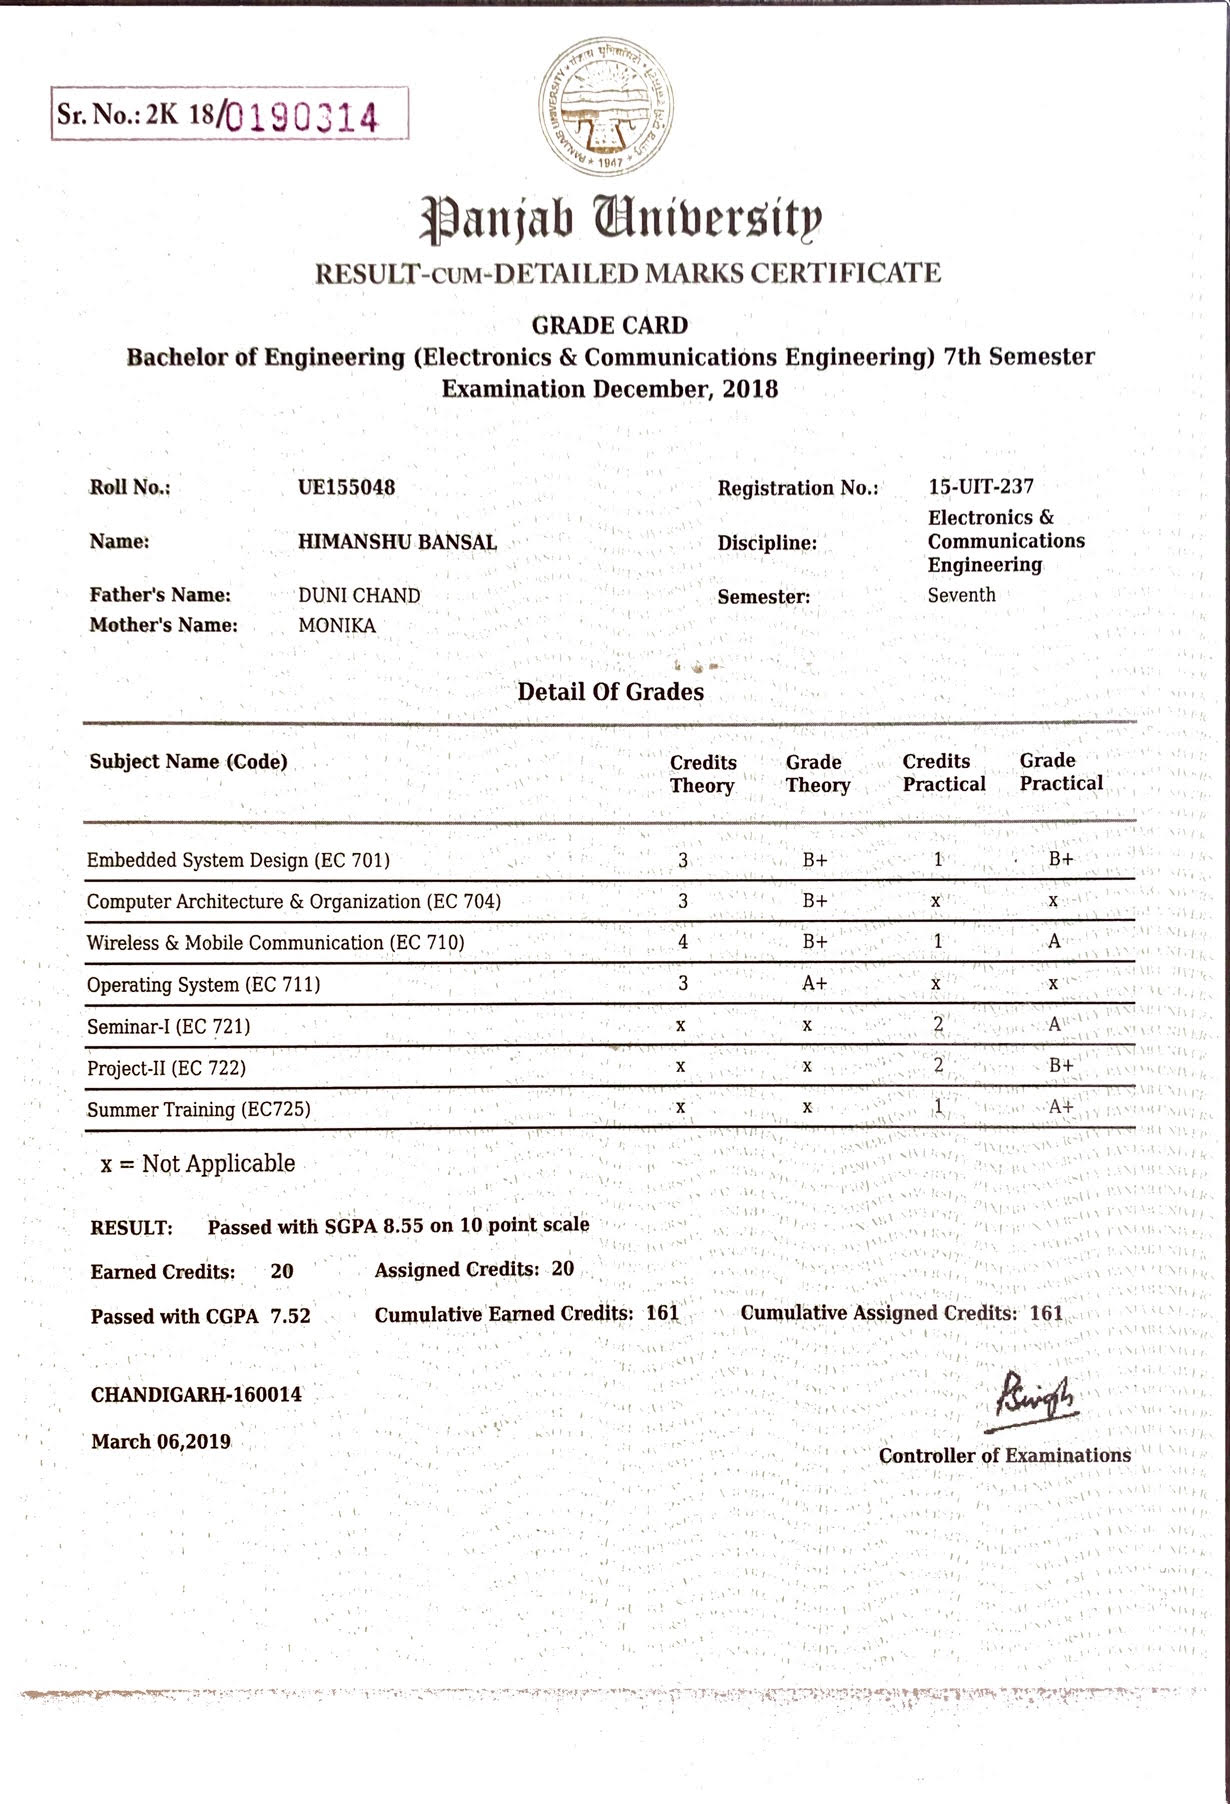 Sr. No.: 2K 18/0190314
PANJAB UNIVERSITY
1947
Panjab University
RESULT-CUM-DETAILED MARKS CERTIFICATE
GRADE CARD
Bachelor of Engineering (Electronics & Communications Engineering) 7th Semester
Examination December, 2018
Roll No.: UE155048 Registration No.: 15-UIT-237
Name: HIMANSHU BANSAL Discipline: Electronics &
Communications
Engineering
Father's Name: DUNI CHAND Semester: Seventh
Mother's Name: MONIKA
Detail Of Grades
Subject Name (Code) Credits Grade Credits Grade
Theory Theory Practical Practical
Embedded System Design (EC 701) 3 B+ 1 B+
Computer Architecture & Organization (EC 704) 3 B+ x x
Wireless & Mobile Communication (EC 710) 4 B+ 1 A
Operating System (EC 711) 3 A+ x x
Seminar-I (EC 721) x x 2 A
Project-II (EC 722) x x 2 B+
Summer Training (EC725) x x 1 A+
x = Not Applicable
RESULT: Passed with SGPA 8.55 on 10 point scale
Earned Credits: 20 Assigned Credits: 20
Passed with CGPA 7.52 Cumulative Earned Credits: 161 Cumulative Assigned Credits: 161
CHANDIGARH-160014
PSingh
March 06,2019
Controller of Examinations